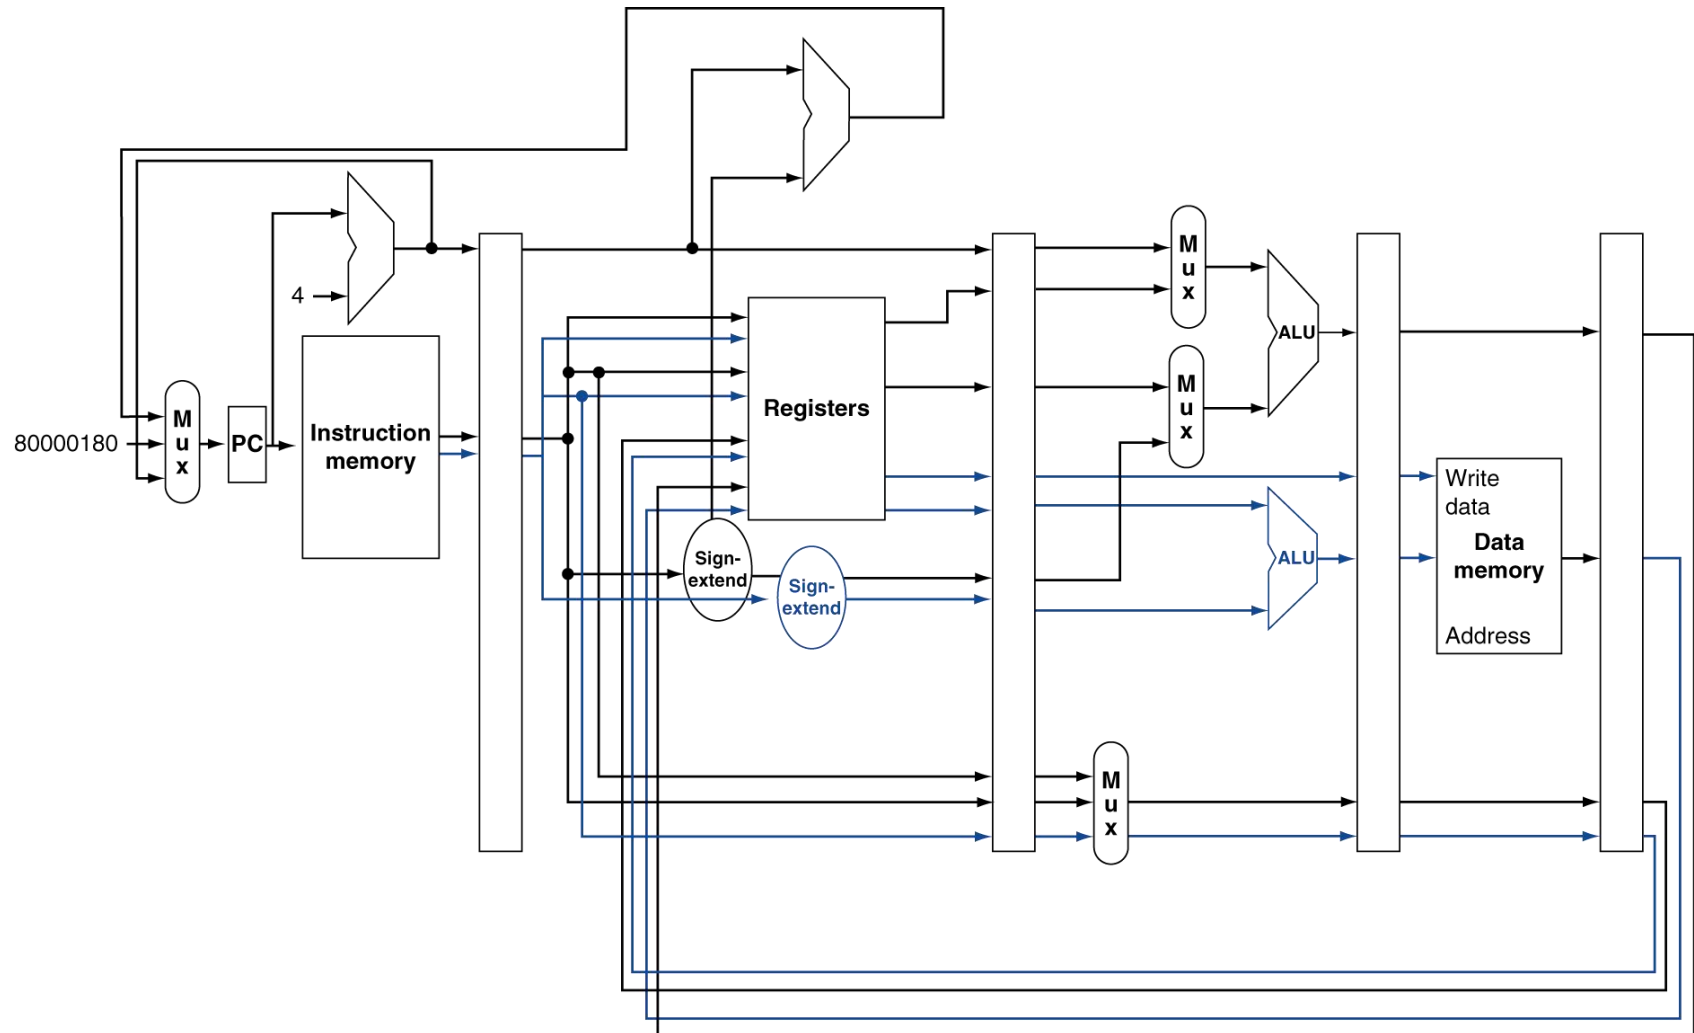 M
u
x
ALU
4
M
u
x
Registers
M
u
x
80000180
PC
Instruction
memory
Write
data
Data
memory
Address
Sign-
extend
Sign-
extend
ALU
M
u
x